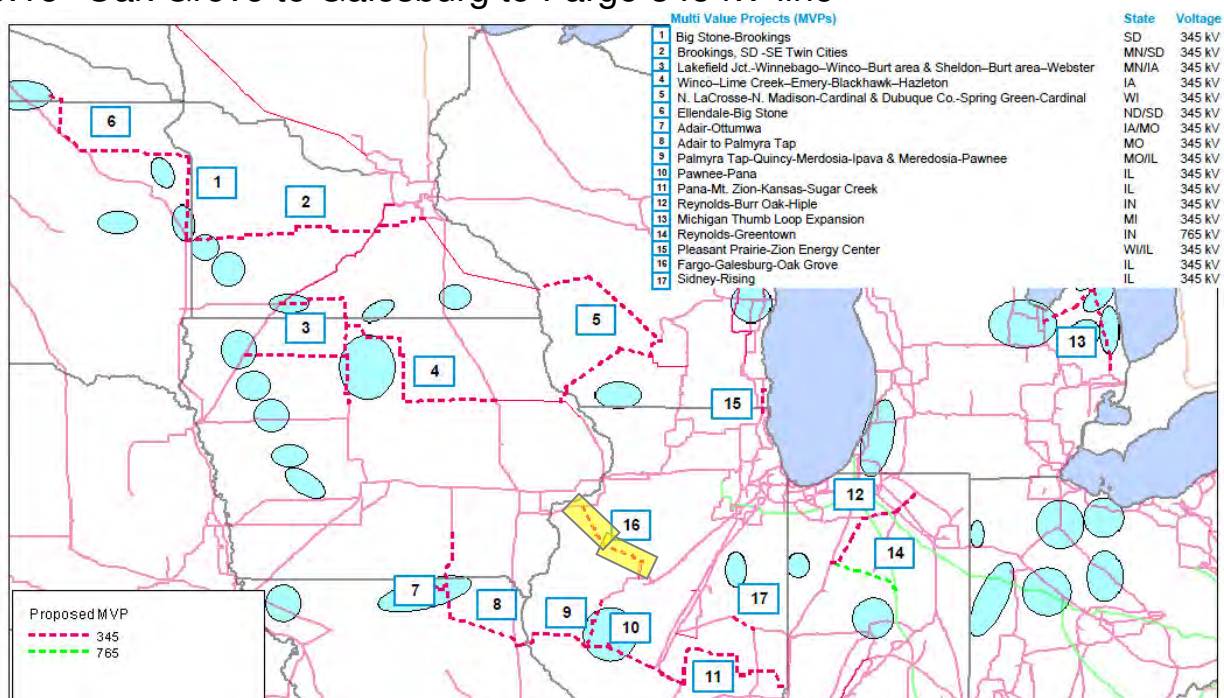 Oak Grove to Galesburg to Fargo 345 kV line
Multi Value Projects (MVPs) State Voltage
1 Big Stone-Brookings SD 345 kV
2 Brookings, SD -SE Twin Cities MN/SD 345 kV
3 Lakefield Jct.-Winnebago–Winco–Burt area & Sheldon–Burt area–Webster MN/IA 345 kV
4 Winco–Lime Creek–Emery-Blackhawk–Hazleton IA 345 kV
5 N. LaCrosse-N. Madison-Cardinal & Dubuque Co.-Spring Green-Cardinal WI 345 kV
6 Ellendale-Big Stone ND/SD 345 kV
7 Adair-Ottumwa IA/MO 345 kV
8 Adair to Palmyra Tap MO 345 kV
9 Palmyra Tap-Quincy-Merdosia-Ipava & Meredosia-Pawnee MO/IL 345 kV
10 Pawnee-Pana IL 345 kV
11 Pana-Mt. Zion-Kansas-Sugar Creek IL 345 kV
12 Reynolds-Burr Oak-Hiple IN 345 kV
13 Michigan Thumb Loop Expansion MI 345 kV
14 Reynolds-Greentown IN 765 kV
15 Pleasant Prairie-Zion Energy Center WI/IL 345 kV
16 Fargo-Galesburg-Oak Grove IL 345 kV
17 Sidney-Rising IL 345 kV
6
1
2
5
3
13
4
15
12
16
14
7
8
17
9
10
11
Proposed MVP
345
765